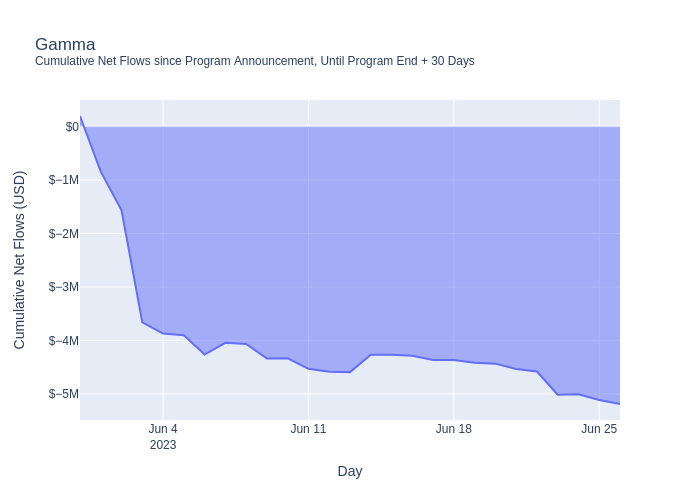 Gamma
Cumulative Net Flows since Program Announcement, Until Program End + 30 Days
Cumulative Net Flows (USD)
$0
$−1M
$−2M
$−3M
$−4M
$−5M
Jun 4
2023
Jun 11
Jun 18
Jun 25
Day